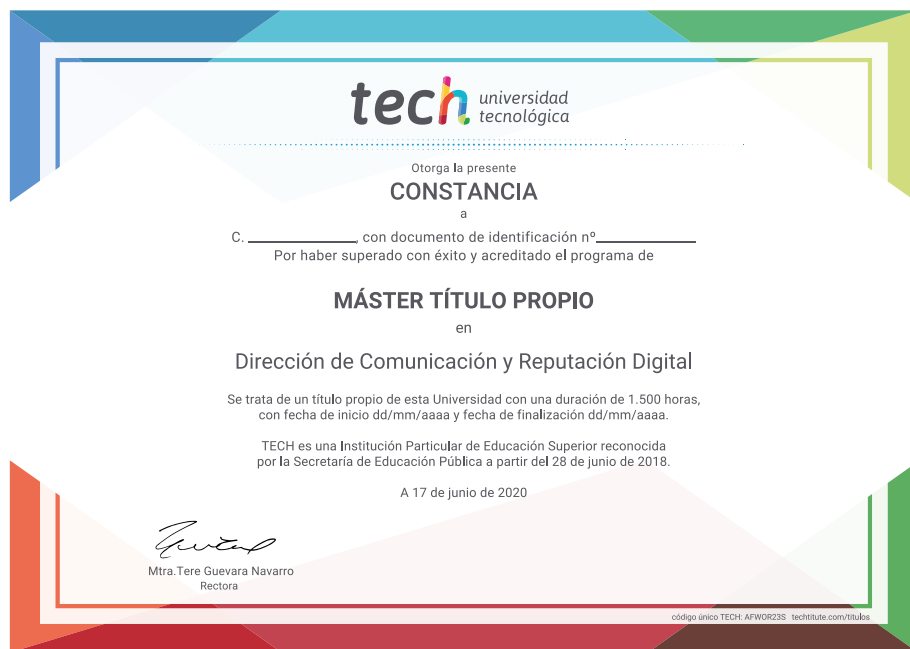 tech universidad
tecnológica
Otorga la presente
CONSTANCIA
a
C. ____________, con documento de identificación nº____________
Por haber superado con éxito y acreditado el programa de
MÁSTER TÍTULO PROPIO
en
Dirección de Comunicación y Reputación Digital
Se trata de un título propio de esta Universidad con una duración de 1.500 horas,
con fecha de inicio dd/mm/aaaa y fecha de finalización dd/mm/aaaa.
TECH es una Institución Particular de Educación Superior reconocida
por la Secretaría de Educación Pública a partir del 28 de junio de 2018.
A 17 de junio de 2020
Mtra.Tere Guevara Navarro
Rectora
código único TECH: AFWOR23S techtitute.com/titulos